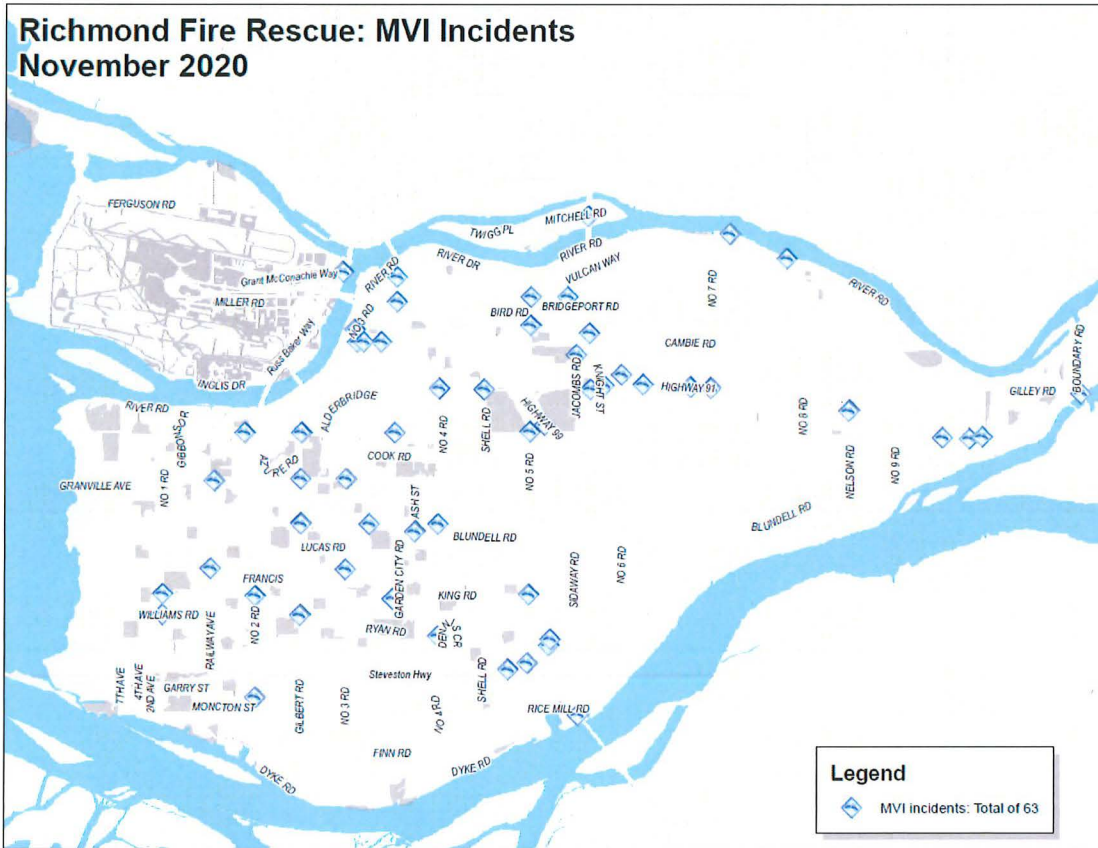 Richmond Fire Rescue: MVI Incidents
November 2020
FERGUSON RD
MITCHELL RD
TWIGG PL
RIVER RD
RIVER DR
RIVER RD
VULCAN WAY
Grant McConachie Way
MILLER RD
NO 7 RD
RIVER RD
BRIDGEPORT RD
BIRD RD
NO 3 RD
Russ Baker Way
CAMBIE RD
BOUNDARY RD
INGLIS DR
JACOMBS RD
KNIGHT ST
HIGHWAY 91
GILLEY RD
RIVER RD
GIBBONS DR
ALDERBRIDGE
NO 4 RD
SHELL RD
HIGHWAY 99
NO 8 RD
COOK RD
AZURE RD
NO 5 RD
NELSON RD
NO 9 RD
GRANVILLE AVE
NO 1 RD
ASH ST
BLUNDELL RD
BLUNDELL RD
LUCAS RD
GARDEN CITY RD
SIDAWAY RD
NO 6 RD
FRANCIS
KING RD
WILLIAMS RD
RAILWAY AVE
NO 2 RD
RYAN RD
DENNIS CR
Steveston Hwy
SHELL RD
7TH AVE
4TH AVE
2ND AVE
GARRY ST
MONCTON ST
GILBERT RD
NO 3 RD
NO 4 RD
RICE MILL RD
FINN RD
DYKE RD
DYKE RD
Legend
MVI incidents: Total of 63